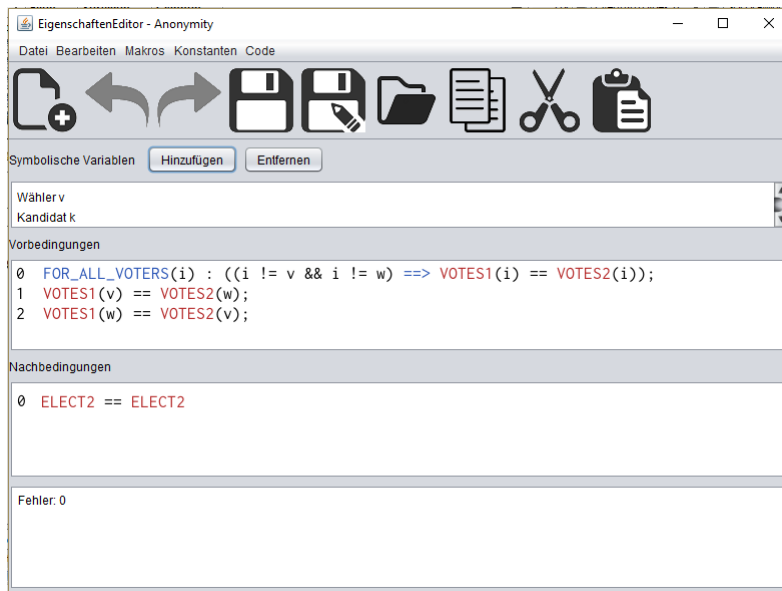 EigenschaftenEditor - Anonymity
Datei Bearbeiten Makros Konstanten Code
Symbolische Variablen Hinzufügen Entfernen
Wähler v
Kandidat k
Vorbedingungen
0 FOR_ALL_VOTERS(i) : ((i != v && i != w) ==> VOTES1(i) == VOTES2(i));
1 VOTES1(v) == VOTES2(w);
2 VOTES1(w) == VOTES2(v);
Nachbedingungen
0 ELECT2 == ELECT2
Fehler: 0